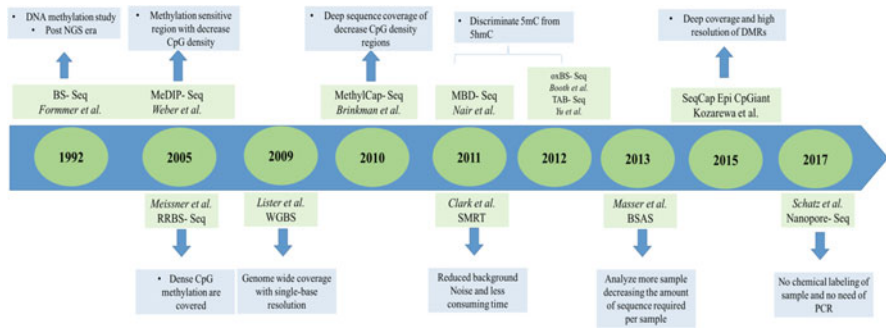 • DNA methylation study
• Post NGS era
• Methylation sensitive
region with decrease
CpG density
• Deep sequence coverage of
decrease CpG density
regions
• Discriminate 5mC from
5hmC
• Deep coverage and high
resolution of DMRs
BS- Seq
Formmer et al.
MeDIP- Seq
Weber et al.
MethylCap- Seq
Brinkman et al.
MBD- Seq
Nair et al.
oxBS- Seq
Booth et al.
TAB- Seq
Yu et al.
SeqCap Epi CpGiant
Kozarewa et al.
1992
2005
2009
2010
2011
2012
2013
2015
2017
Meissner et al.
RRBS- Seq
Lister et al.
WGBS
Clark et al.
SMRT
Masser et al.
BSAS
Schatz et al.
Nanopore- Seq
• Dense CpG
methylation are
covered
Genome wide coverage
with single-base
resolution
Reduced background
Noise and less
consuming time
Analyze more sample
decreasing the amount
of sequence required
per sample
No chemical labeling of
sample and no need of
PCR